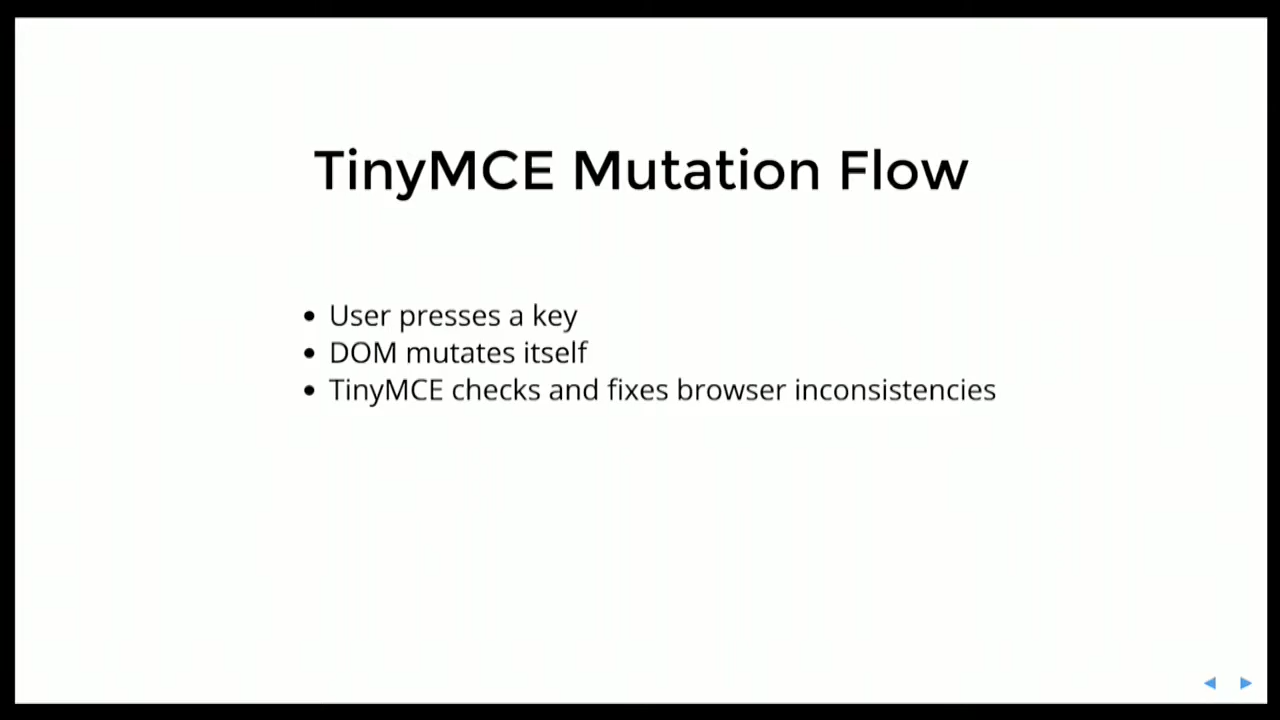 TinyMCE Mutation Flow
• User presses a key
• DOM mutates itself
• TinyMCE checks and fixes browser inconsistencies